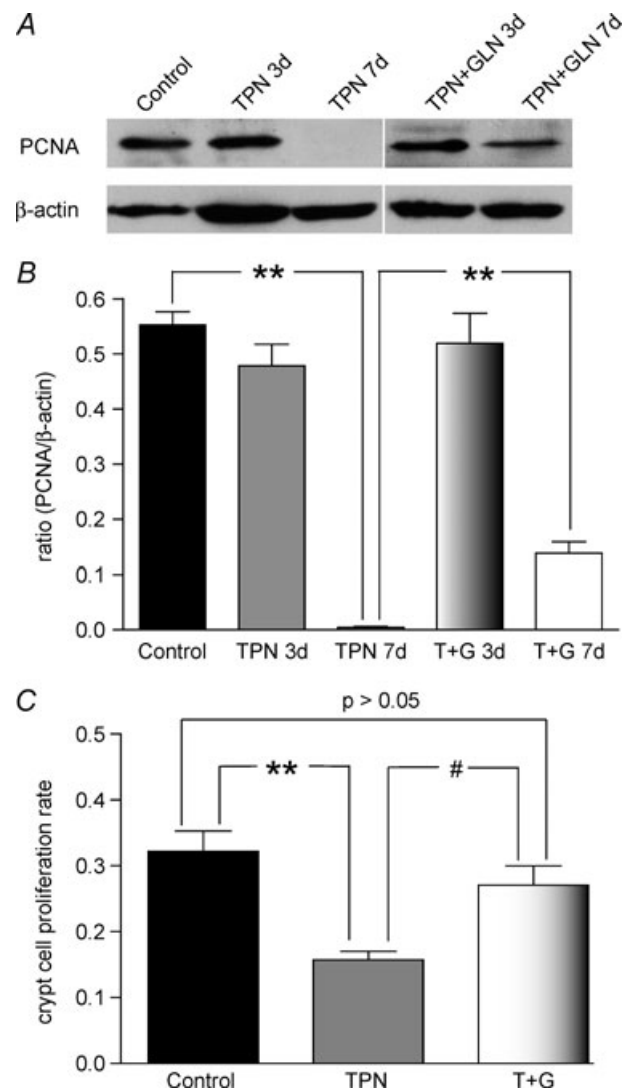 A
Control
TPN 3d
TPN 7d
TPN+GLN 3d
TPN+GLN 7d
PCNA
β-actin
B
**
**
0.6
0.5
0.4
0.3
0.2
0.1
0.0
ratio (PCNA/β-actin)
Control TPN 3d TPN 7d T+G 3d T+G 7d
C
p > 0.05
**
#
0.5
0.4
0.3
0.2
0.1
0.0
crypt cell proliferation rate
Control TPN T+G